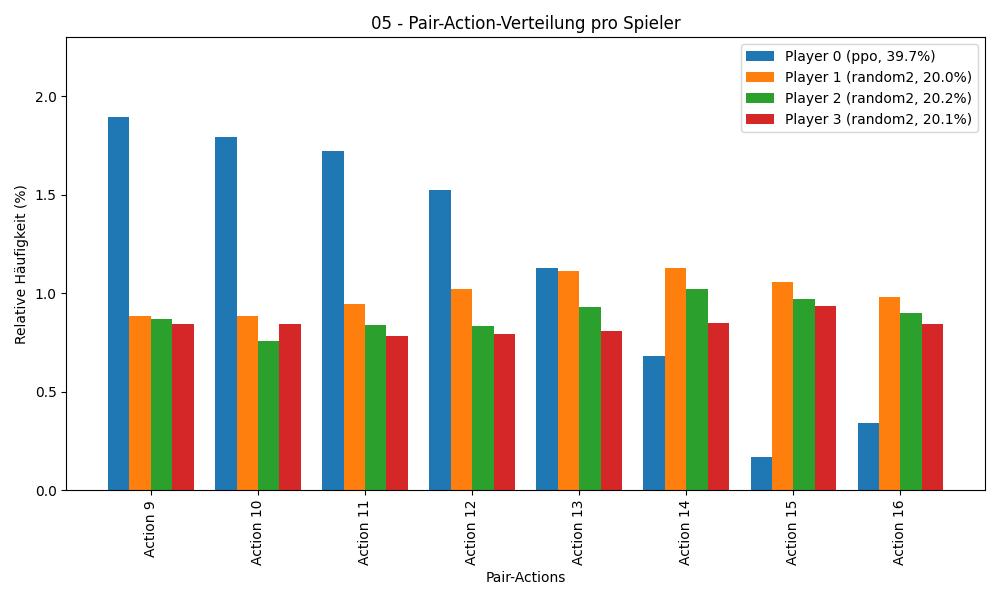 05 - Pair-Action-Verteilung pro Spieler
Player 0 (ppo, 39.7%)
Player 1 (random2, 20.0%)
Player 2 (random2, 20.2%)
Player 3 (random2, 20.1%)
Relative Häufigkeit (%)
2.0
1.5
1.0
0.5
0.0
Action 9
Action 10
Action 11
Action 12
Action 13
Action 14
Action 15
Action 16
Pair-Actions